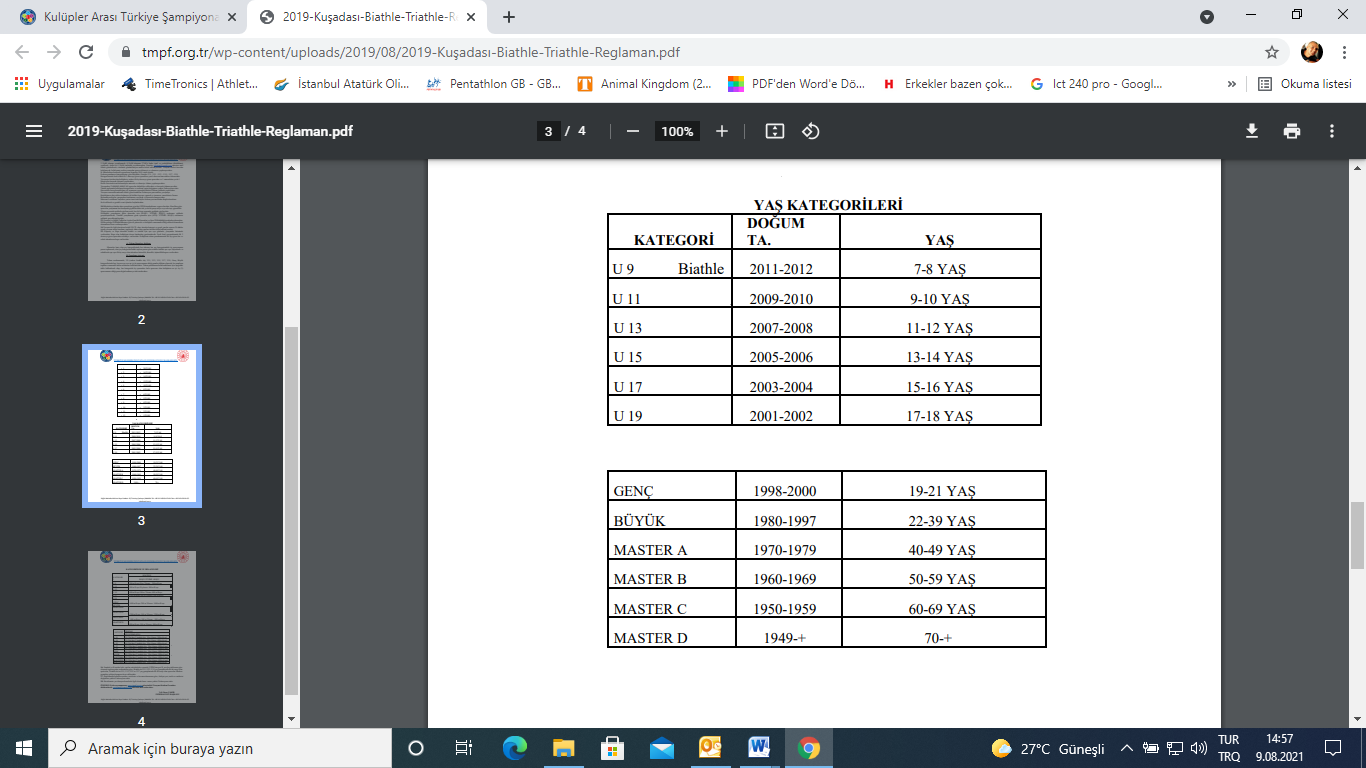 Kulüpler Arası Türkiye Şampiyona
2019-Kuşadası-Biathle-Triathle-R
tmpf.org.tr/wp-content/uploads/2019/08/2019-Kuşadası-Biathle-Triathle-Reglaman.pdf
Uygulamalar
TimeTronics | Athlet...
İstanbul Atatürk Oli...
Pentathlon GB - GB...
Animal Kingdom (2...
PDF'den Word'e Dö...
Erkekler bazen çok...
lct 240 pro - Googl...
»
Okuma listesi
2019-Kuşadası-Biathle-Triathle-Reglaman.pdf
3 / 4
100%
2
3
4
YAŞ KATEGORİLERİ
KATEGORİ DOĞUM TA. YAŞ
U 9 Biathle 2011-2012 7-8 YAŞ
U 11 2009-2010 9-10 YAŞ
U 13 2007-2008 11-12 YAŞ
U 15 2005-2006 13-14 YAŞ
U 17 2003-2004 15-16 YAŞ
U 19 2001-2002 17-18 YAŞ
GENÇ 1998-2000 19-21 YAŞ
BÜYÜK 1980-1997 22-39 YAŞ
MASTER A 1970-1979 40-49 YAŞ
MASTER B 1960-1969 50-59 YAŞ
MASTER C 1950-1959 60-69 YAŞ
MASTER D 1949-+ 70-+
Aramak için buraya yazın
27°C Güneşli
TUR
TRQ
14:57
9.08.2021